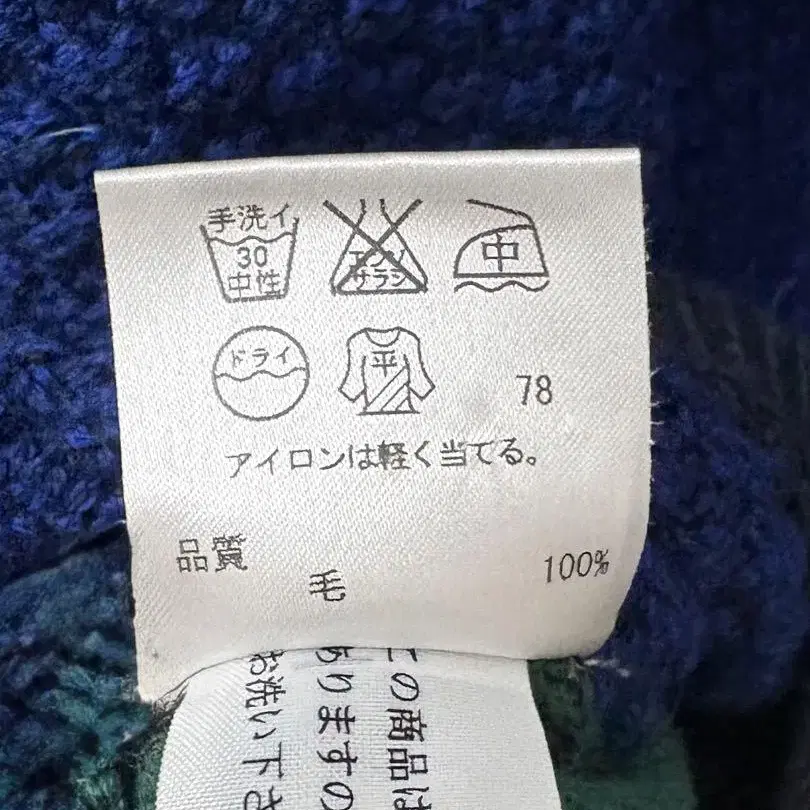 手洗イ
30
中性
エンソ
サラシ
中
ドライ
平
78
アイロンは軽く当てる。
品質
毛
100%
この商品は
ありますの
お洗い下さ